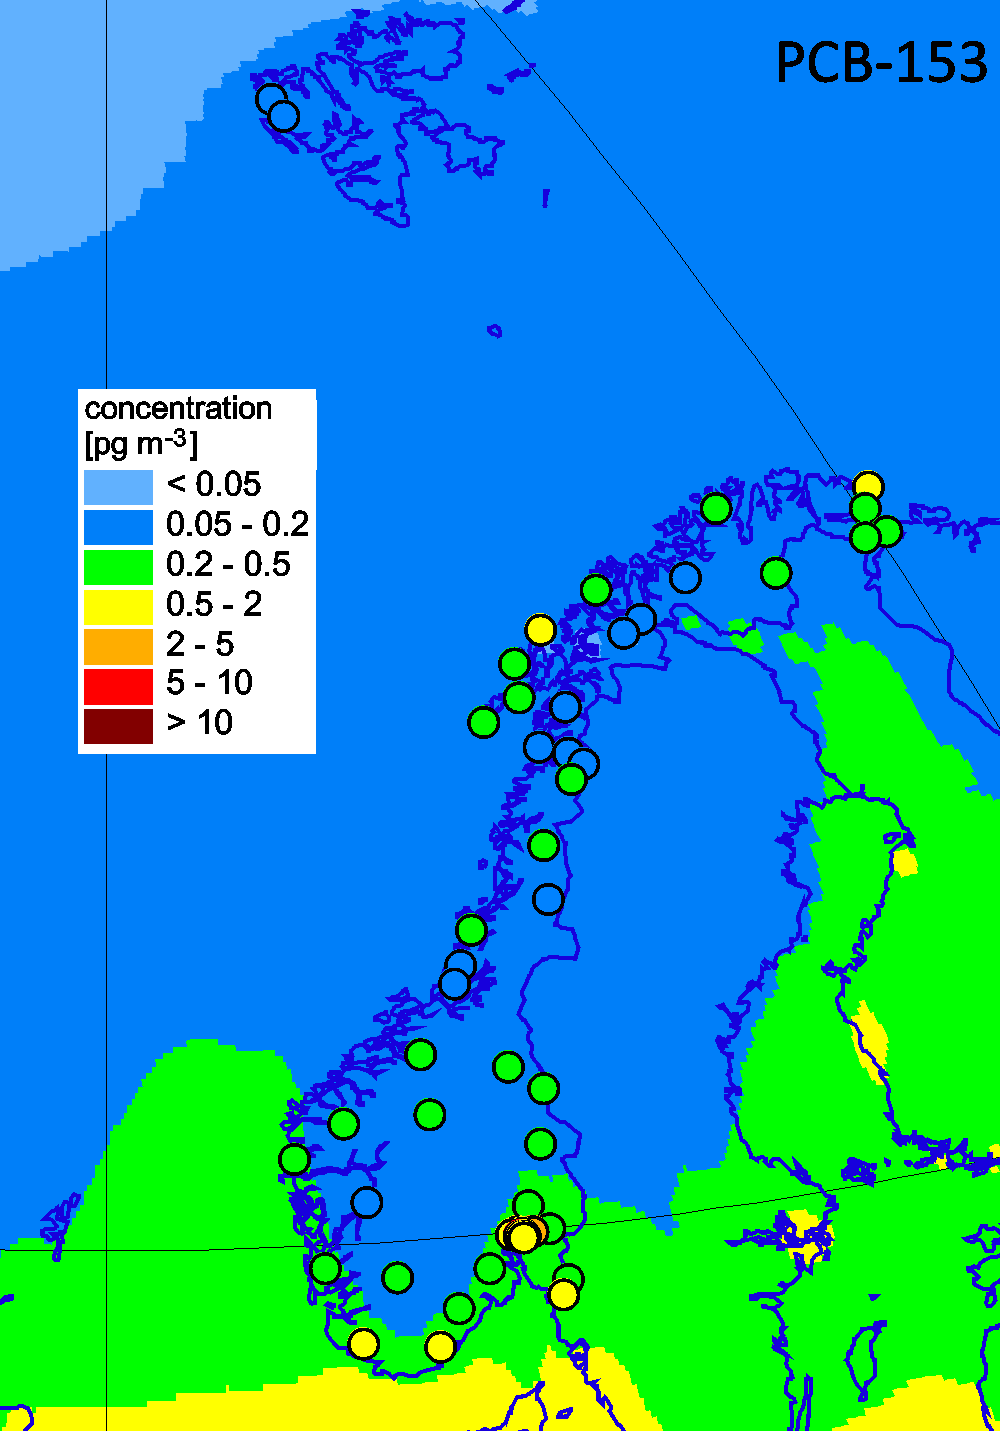 PCB-153
concentration
[pg m-3]
< 0.05
0.05 - 0.2
0.2 - 0.5
0.5 - 2
2 - 5
5 - 10
> 10